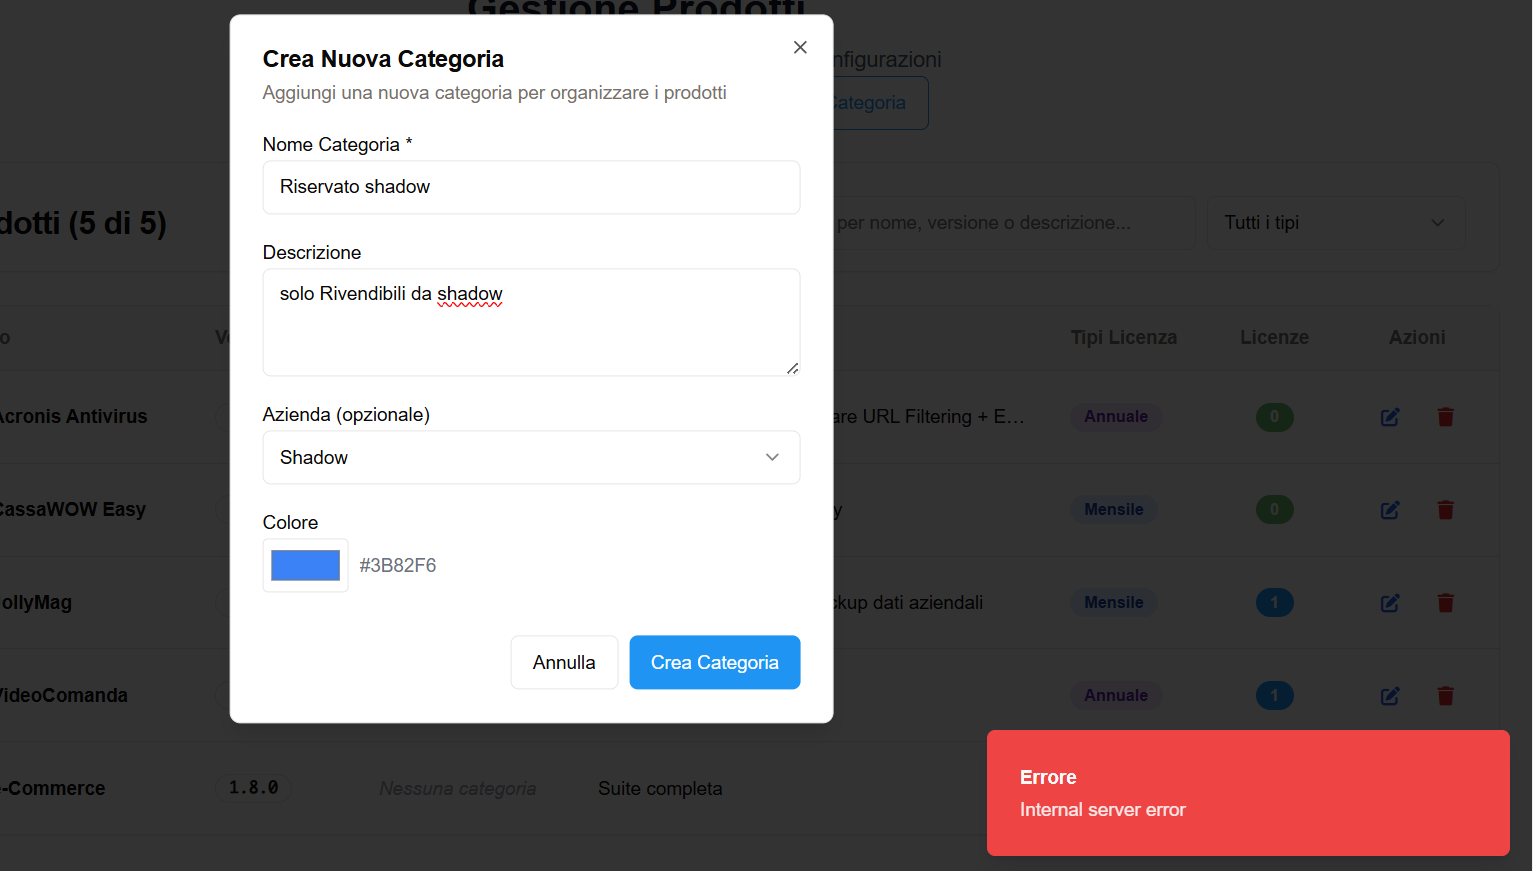 Gestione Prodotti
Crea Nuova Categoria
Aggiungi una nuova categoria per organizzare i prodotti
nfigurazioni
Categoria
Nome Categoria *
Riservato shadow
dotti (5 di 5)
per nome, versione o descrizione...
Tutti i tipi
Descrizione
solo Rivendibili da shadow
o
Ve
Tipi Licenza
Licenze
Azioni
Azienda (opzionale)
Shadow
Acronis Antivirus
are URL Filtering + E...
Annuale
0
Colore
#3B82F6
CassaWOW Easy
y
Mensile
0
ollyMag
ckup dati aziendali
Mensile
1
Annulla
Crea Categoria
VideoComanda
Annuale
1
e-Commerce
1.8.0
Nessuna categoria
Suite completa
Errore
Internal server error